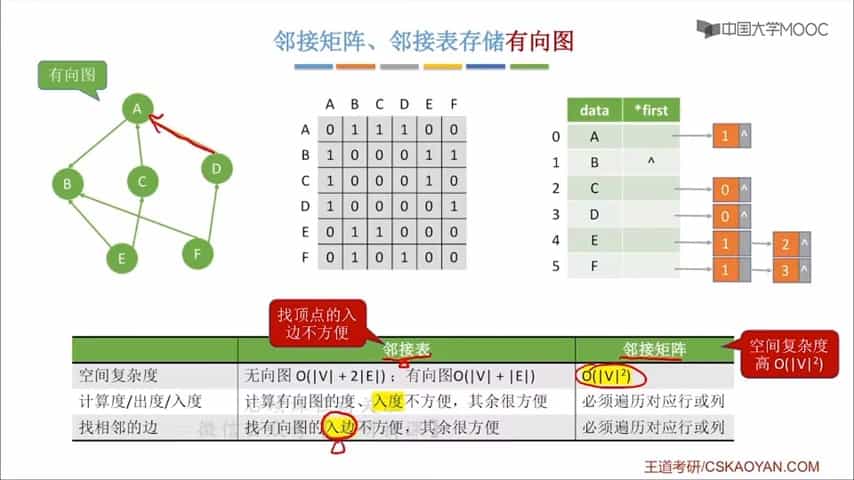 中国大学MOOC
邻接矩阵、邻接表存储有向图
有向图
A
B
C
D
E
F
A B C D E F
A 0 1 1 1 0 0
B 1 0 0 0 1 1
C 1 0 0 0 1 0
D 1 0 0 0 0 1
E 0 1 1 0 0 0
F 0 1 0 1 0 0
data *first
0 A 1 ^
1 B ^
2 C 0 ^
3 D 0 ^
4 E 1 2 ^
5 F 1 3 ^
找顶点的入
边不方便
邻接表 邻接矩阵
空间复杂度 无向图 O(|V| + 2|E|)；有向图O(|V| + |E|) O(|V|²)
计算度/出度/入度 计算有向图的度、入度不方便，其余很方便 必须遍历对应行或列
找相邻的边 找有向图的入边不方便，其余很方便 必须遍历对应行或列
空间复杂度
高 O(|V|²)
王道考研/CSKAOYAN.COM